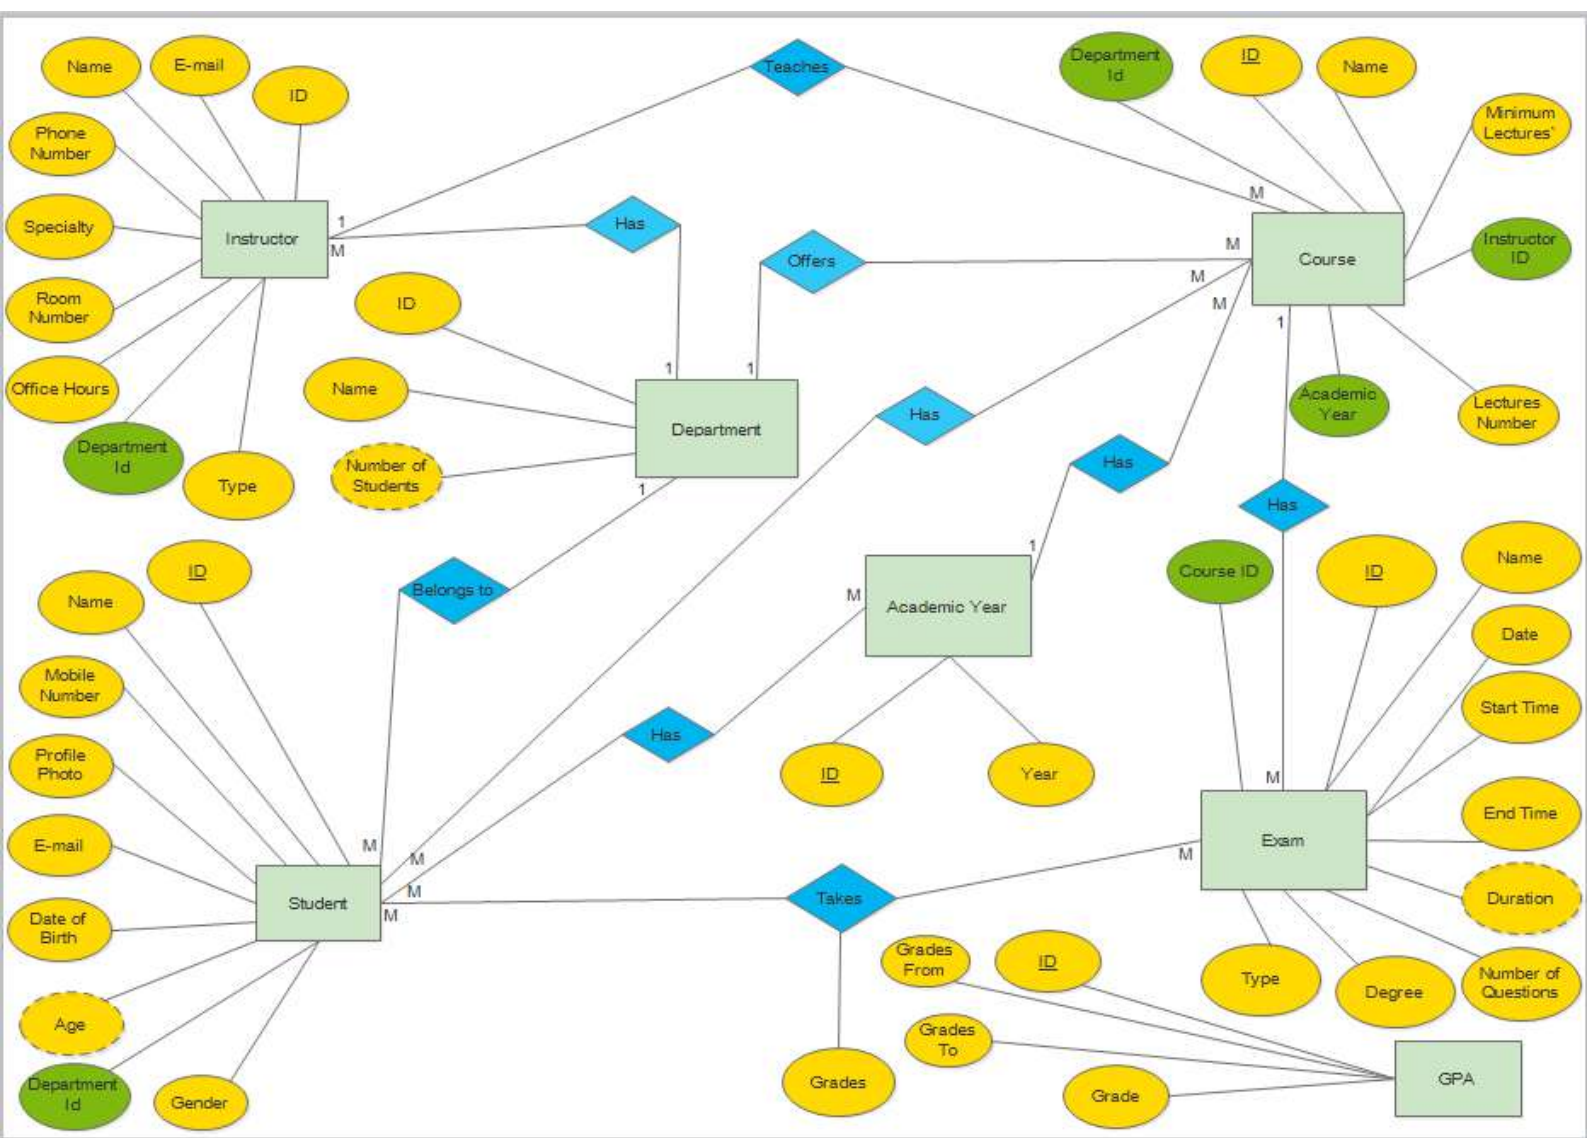 Name
E-mail
ID
Phone
Number
Specialty
Instructor
Room
Number
Office Hours
Department
Id
Type
Teaches
1
M
Has
Offers
Department
Id
ID
Name
Minimum
Lectures'
M
Course
Instructor
ID
M
M
M
1
Academic
Year
Lectures
Number
ID
Name
Number of
Students
1
1
Department
1
Has
Has
Has
Belongs to
1
M
Academic Year
ID
Year
Has
ID
Name
Mobile
Number
Profile
Photo
E-mail
Date of
Birth
Age
Department
Id
Gender
M
M
M
M
Student
Takes
Grades
Course ID
ID
Name
Date
Start Time
End Time
Duration
Number of
Questions
Degree
Type
M
M
Exam
Grades
From
ID
Grades
To
Grade
GPA